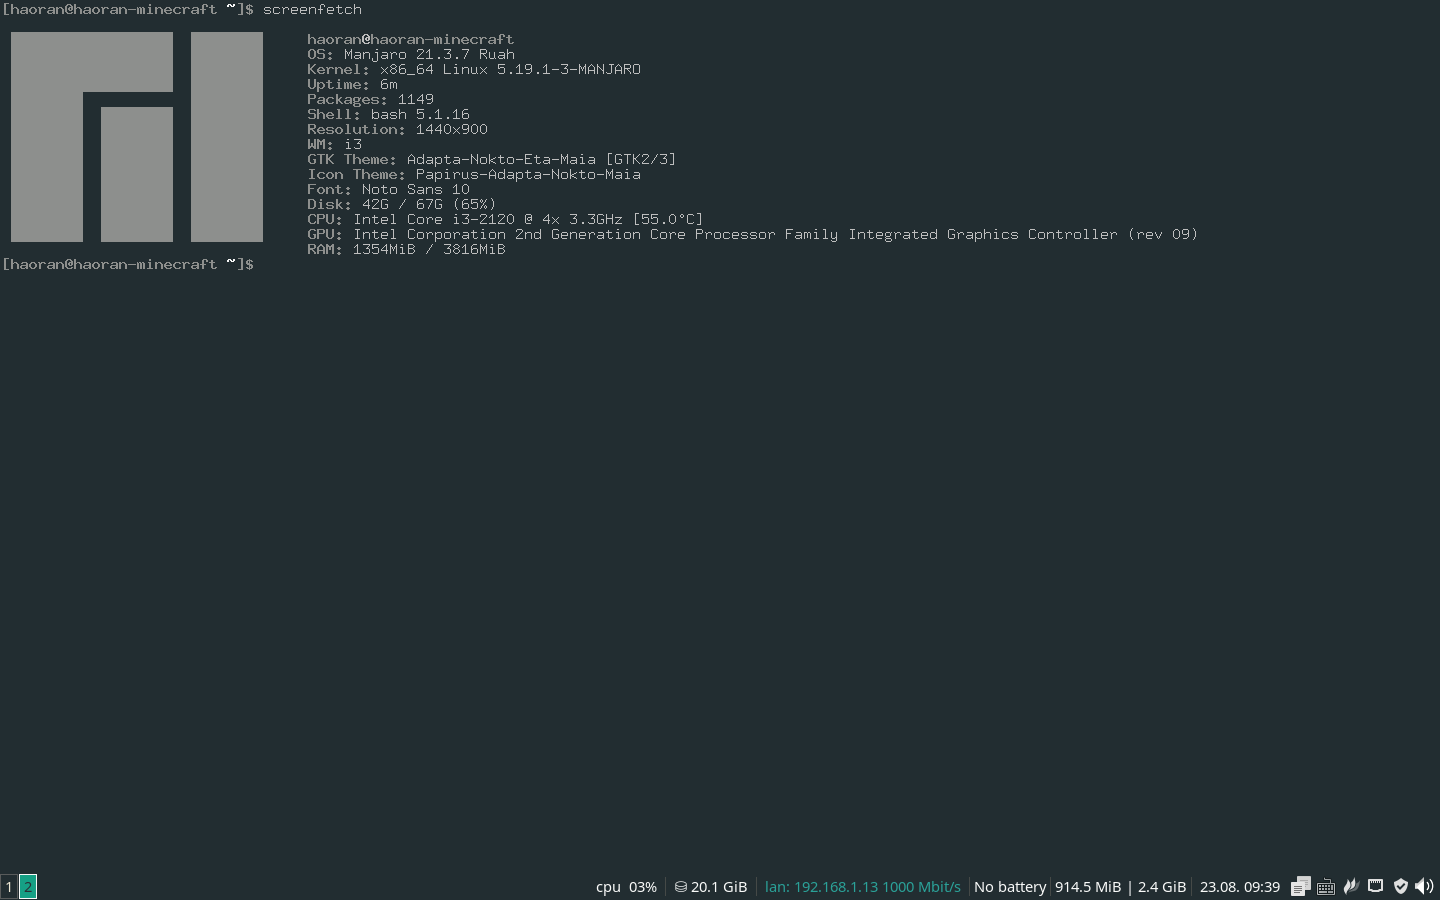 [haoran@haoran-minecraft ~]$ screenfetch
haoran@haoran-minecraft
OS: Manjaro 21.3.7 Ruah
Kernel: x86_64 Linux 5.19.1-3-MANJARO
Uptime: 6m
Packages: 1149
Shell: bash 5.1.16
Resolution: 1440x900
WM: i3
GTK Theme: Adapta-Nokto-Eta-Maia [GTK2/3]
Icon Theme: Papirus-Adapta-Nokto-Maia
Font: Noto Sans 10
Disk: 42G / 67G (65%)
CPU: Intel Core i3-2120 @ 4x 3.3GHz [55.0°C]
GPU: Intel Corporation 2nd Generation Core Processor Family Integrated Graphics Controller (rev 09)
RAM: 1354MiB / 3816MiB
[haoran@haoran-minecraft ~]$
1 2 cpu 03% 20.1 GiB lan: 192.168.1.13 1000 Mbit/s No battery 914.5 MiB | 2.4 GiB 23.08. 09:39